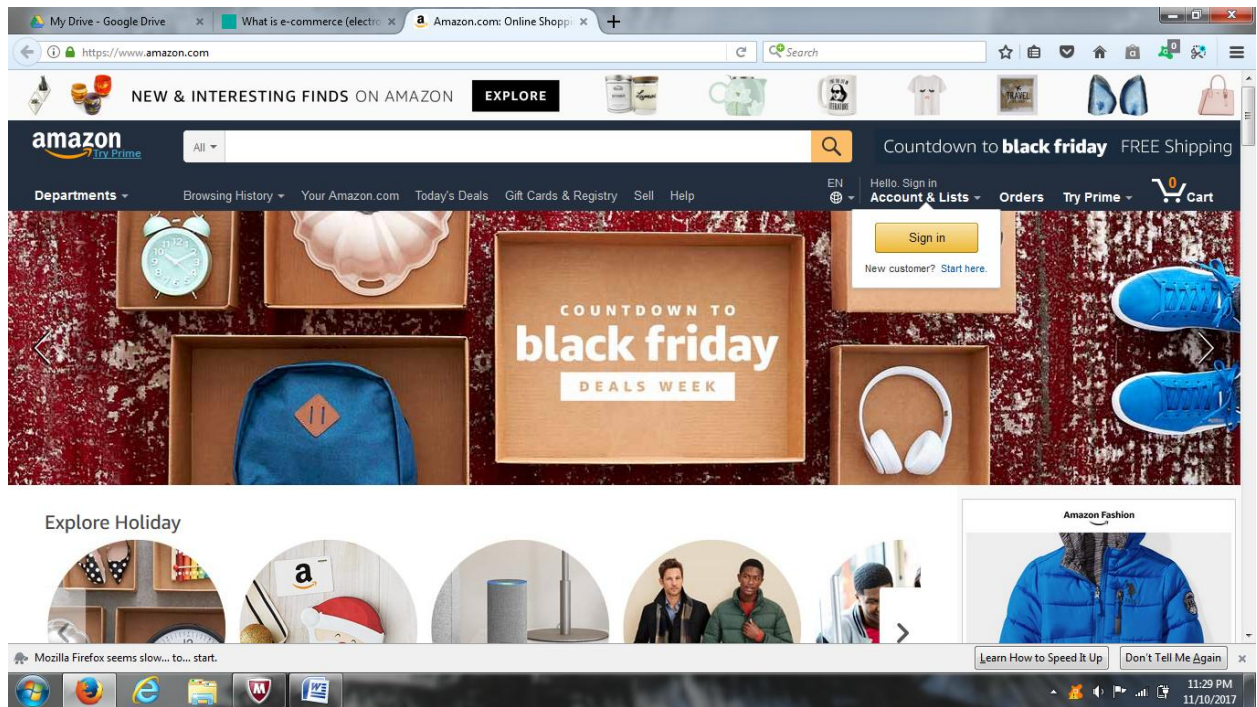 My Drive - Google Drive
What is e-commerce (electro
Amazon.com: Online Shoppi
https://www.amazon.com
Search
0
NEW & INTERESTING FINDS ON AMAZON EXPLORE
TRAVEL
amazon
Try Prime
All
Countdown to black friday FREE Shipping
Departments
Browsing History Your Amazon.com Today's Deals Gift Cards & Registry Sell Help
EN
Hello. Sign in
Account & Lists
Orders
Try Prime
0
Cart
Sign in
New customer? Start here.
COUNTDOWN TO
black friday
DEALS WEEK
Explore Holiday
Amazon Fashion
a
Mozilla Firefox seems slow... to... start.
Learn How to Speed It Up
Don't Tell Me Again
11:29 PM
11/10/2017